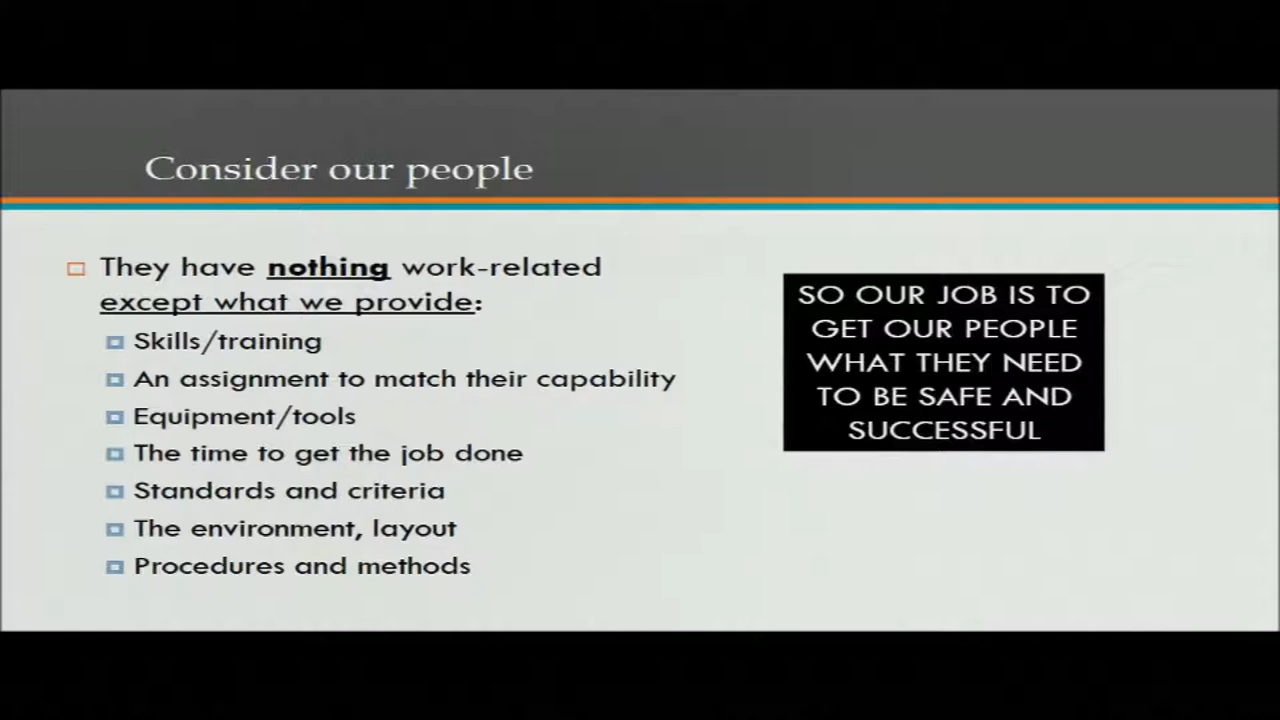 Consider our people
They have nothing work-related
except what we provide:
Skills/training
An assignment to match their capability
Equipment/tools
The time to get the job done
Standards and criteria
The environment, layout
Procedures and methods
SO OUR JOB IS TO
GET OUR PEOPLE
WHAT THEY NEED
TO BE SAFE AND
SUCCESSFUL